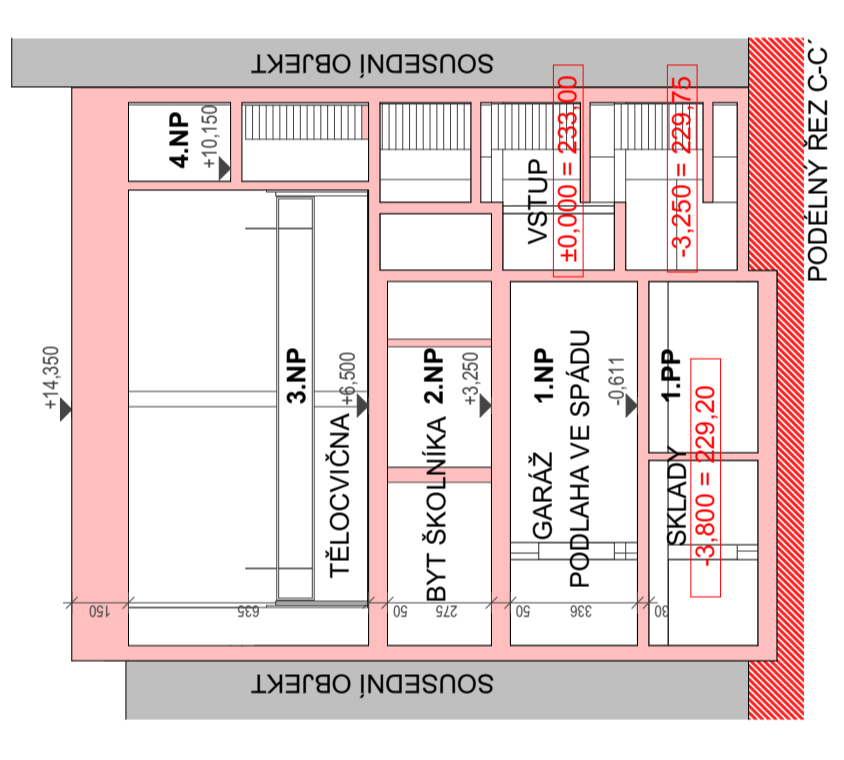 SOUSEDNÍ OBJEKT
4.NP
+10,150
VSTUP
±0,000 = 233,00
-3,250 = 229,75
PODÉLNÝ ŘEZ C-C´
+14,350
3.NP
+6,500
TĚLOCVIČNA
2.NP
+3,250
BYT ŠKOLNÍKA
1.NP
-0,611
GARÁŽ
PODLAHA VE SPÁDU
1.PP
SKLADY
-3,800 = 229,20
150
635
50
275
50
336
30
SOUSEDNÍ OBJEKT